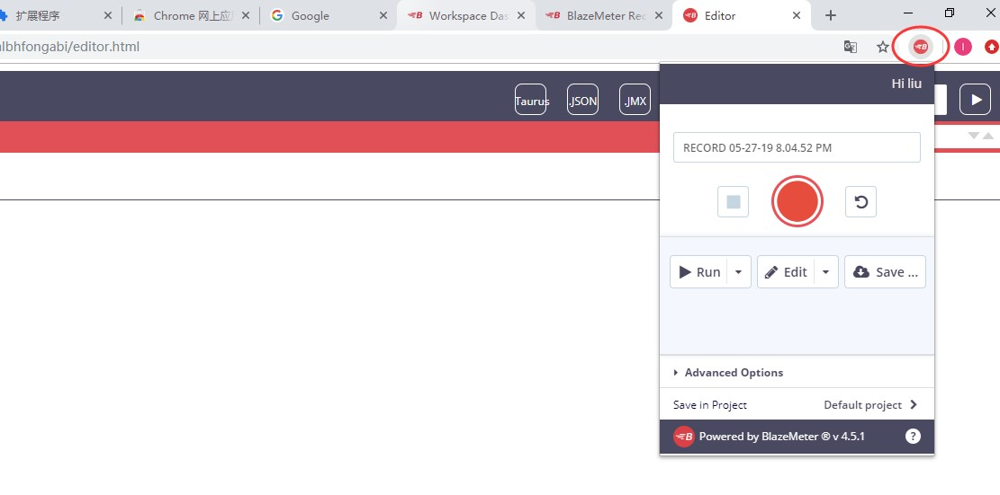 扩展程序
Chrome 网上应
Google
Workspace Das
BlazeMeter Rec
Editor
lbhfongabi/editor.html
I
Hi liu
Taurus
.JSON
.JMX
RECORD 05-27-19 8.04.52 PM
Run
Edit
Save ...
Advanced Options
Save in Project
Default project
B
Powered by BlazeMeter ® v 4.5.1
?